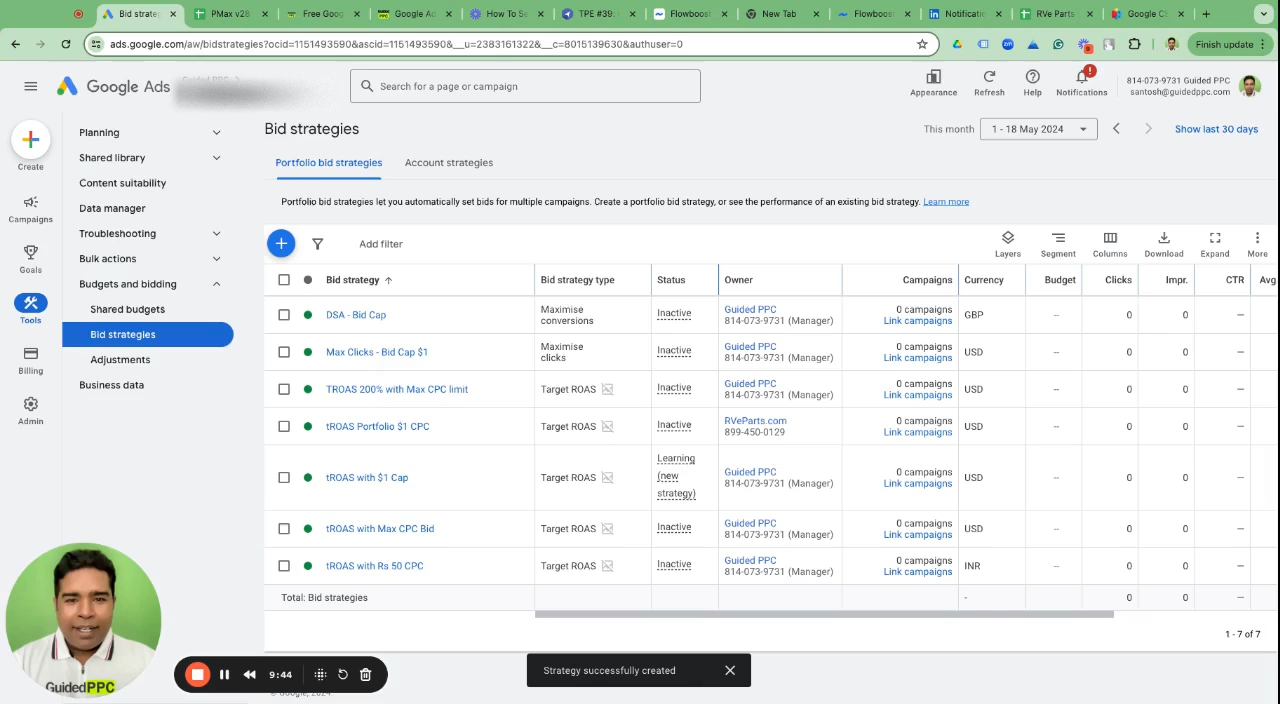 Bid strateg
PMax v28
Free Goog
Google Ad
How To Se
TPE #39:
Flowboost
New Tab
Flowboost
Notificatio
RVe Parts
Google CS
ads.google.com/aw/bidstrategies?ocid=1151493590&ascid=1151493590&__u=2383161322&__c=8015139630&authuser=0
Finish update
Google Ads
Guided PPC
Search for a page or campaign
Appearance
Refresh
Help
Notifications
814-073-9731 Guided PPC
santosh@guidedppc.com
Create
Campaigns
Goals
Tools
Billing
Admin
Planning
Shared library
Content suitability
Data manager
Troubleshooting
Bulk actions
Budgets and bidding
Shared budgets
Bid strategies
Adjustments
Business data
Bid strategies
This month
1 - 18 May 2024
Show last 30 days
Portfolio bid strategies
Account strategies
Portfolio bid strategies let you automatically set bids for multiple campaigns. Create a portfolio bid strategy, or see the performance of an existing bid strategy. Learn more
Add filter
Layers
Segment
Columns
Download
Expand
More
Bid strategy
Bid strategy type
Status
Owner
Campaigns
Currency
Budget
Clicks
Impr.
CTR
Avg
DSA - Bid Cap
Maximise
conversions
Inactive
Guided PPC
814-073-9731 (Manager)
0 campaigns
Link campaigns
GBP
--
0
0
—
Max Clicks - Bid Cap $1
Maximise
clicks
Inactive
Guided PPC
814-073-9731 (Manager)
0 campaigns
Link campaigns
USD
--
0
0
—
TROAS 200% with Max CPC limit
Target ROAS
Inactive
Guided PPC
814-073-9731 (Manager)
0 campaigns
Link campaigns
USD
--
0
0
—
tROAS Portfolio $1 CPC
Target ROAS
Inactive
RVeParts.com
899-450-0129
0 campaigns
Link campaigns
USD
--
0
0
—
tROAS with $1 Cap
Target ROAS
Learning
(new
strategy)
Guided PPC
814-073-9731 (Manager)
0 campaigns
Link campaigns
USD
--
0
0
—
tROAS with Max CPC Bid
Target ROAS
Inactive
Guided PPC
814-073-9731 (Manager)
0 campaigns
Link campaigns
USD
--
0
0
—
tROAS with Rs 50 CPC
Target ROAS
Inactive
Guided PPC
814-073-9731 (Manager)
0 campaigns
Link campaigns
INR
--
0
0
—
Total: Bid strategies
-
0
0
—
1 - 7 of 7
GuidedPPC
9:44
Strategy successfully created
© Google, 2024.